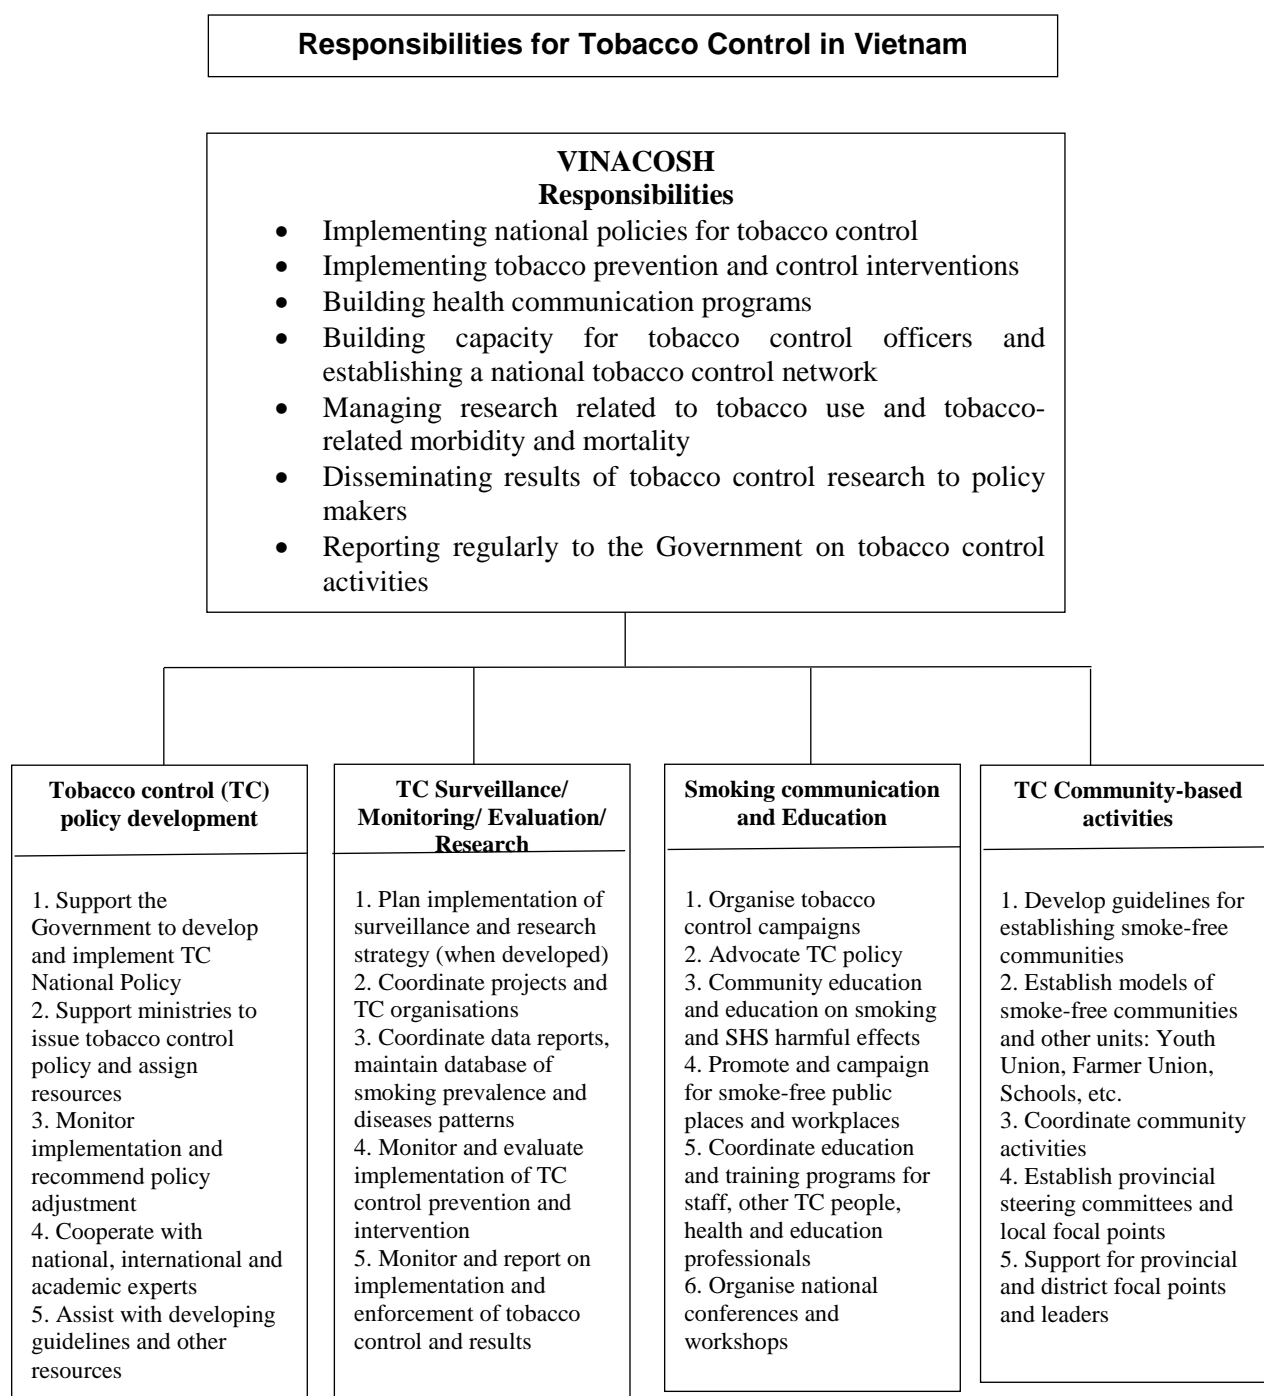 Responsibilities for Tobacco Control in Vietnam
VINACOSH
Responsibilities
• Implementing national policies for tobacco control
• Implementing tobacco prevention and control interventions
• Building health communication programs
• Building capacity for tobacco control officers and
establishing a national tobacco control network
• Managing research related to tobacco use and tobacco-
related morbidity and mortality
• Disseminating results of tobacco control research to policy
makers
• Reporting regularly to the Government on tobacco control
activities
Tobacco control (TC)
policy development
1. Support the
Government to develop
and implement TC
National Policy
2. Support ministries to
issue tobacco control
policy and assign
resources
3. Monitor
implementation and
recommend policy
adjustment
4. Cooperate with
national, international and
academic experts
5. Assist with developing
guidelines and other
resources
TC Surveillance/
Monitoring/ Evaluation/
Research
1. Plan implementation of
surveillance and research
strategy (when developed)
2. Coordinate projects and
TC organisations
3. Coordinate data reports,
maintain database of
smoking prevalence and
diseases patterns
4. Monitor and evaluate
implementation of TC
control prevention and
intervention
5. Monitor and report on
implementation and
enforcement of tobacco
control and results
Smoking communication
and Education
1. Organise tobacco
control campaigns
2. Advocate TC policy
3. Community education
and education on smoking
and SHS harmful effects
4. Promote and campaign
for smoke-free public
places and workplaces
5. Coordinate education
and training programs for
staff, other TC people,
health and education
professionals
6. Organise national
conferences and
workshops
TC Community-based
activities
1. Develop guidelines for
establishing smoke-free
communities
2. Establish models of
smoke-free communities
and other units: Youth
Union, Farmer Union,
Schools, etc.
3. Coordinate community
activities
4. Establish provincial
steering committees and
local focal points
5. Support for provincial
and district focal points
and leaders